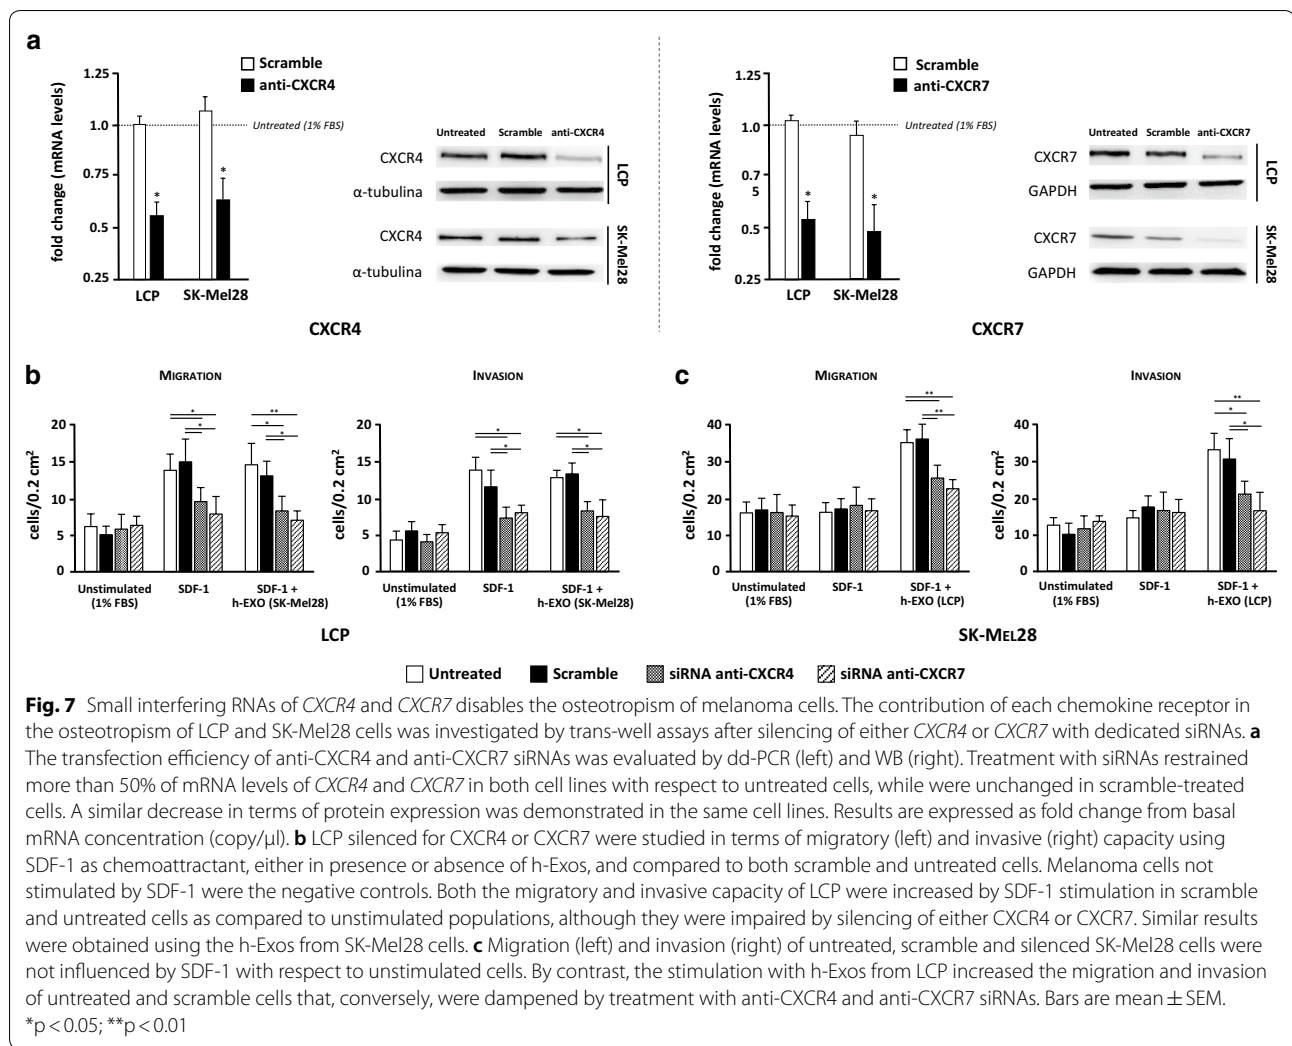 a
Scramble
anti-CXCR4
fold change (mRNA levels)
1.25
1.0
0.75
0.5
0.25
Untreated (1% FBS)
*
*
LCP
SK-Mel28
Untreated Scramble anti-CXCR4
CXCR4
α-tubulina
LCP
CXCR4
α-tubulina
SK-Mel28
CXCR4
Scramble
anti-CXCR7
fold change (mRNA levels)
1.25
1.0
0.7
5
0.5
0.25
Untreated (1% FBS)
*
*
LCP
SK-Mel28
Untreated Scramble anti-CXCR7
CXCR7
GAPDH
LCP
CXCR7
GAPDH
SK-Mel28
CXCR7
b
MIGRATION
cells/0.2 cm²
20
15
10
5
0
*
*
**
*
*
Unstimulated
(1% FBS)
SDF-1
SDF-1 +
h-EXO (SK-Mel28)
INVASION
cells/0.2 cm²
20
15
10
5
0
*
*
*
*
Unstimulated
(1% FBS)
SDF-1
SDF-1 +
h-EXO (SK-Mel28)
LCP
c
MIGRATION
cells/0.2 cm²
40
30
20
10
0
**
**
Unstimulated
(1% FBS)
SDF-1
SDF-1 +
h-EXO (LCP)
INVASION
cells/0.2 cm²
40
30
20
10
0
**
*
*
Unstimulated
(1% FBS)
SDF-1
SDF-1 +
h-EXO (LCP)
SK-MEL28
Untreated Scramble siRNA anti-CXCR4 siRNA anti-CXCR7
Fig. 7 Small interfering RNAs of CXCR4 and CXCR7 disables the osteotropism of melanoma cells. The contribution of each chemokine receptor in
the osteotropism of LCP and SK-Mel28 cells was investigated by trans-well assays after silencing of either CXCR4 or CXCR7 with dedicated siRNAs. a
The transfection efficiency of anti-CXCR4 and anti-CXCR7 siRNAs was evaluated by dd-PCR (left) and WB (right). Treatment with siRNAs restrained
more than 50% of mRNA levels of CXCR4 and CXCR7 in both cell lines with respect to untreated cells, while were unchanged in scramble-treated
cells. A similar decrease in terms of protein expression was demonstrated in the same cell lines. Results are expressed as fold change from basal
mRNA concentration (copy/μl). b LCP silenced for CXCR4 or CXCR7 were studied in terms of migratory (left) and invasive (right) capacity using
SDF-1 as chemoattractant, either in presence or absence of h-Exos, and compared to both scramble and untreated cells. Melanoma cells not
stimulated by SDF-1 were the negative controls. Both the migratory and invasive capacity of LCP were increased by SDF-1 stimulation in scramble
and untreated cells as compared to unstimulated populations, although they were impaired by silencing of either CXCR4 or CXCR7. Similar results
were obtained using the h-Exos from SK-Mel28 cells. c Migration (left) and invasion (right) of untreated, scramble and silenced SK-Mel28 cells were
not influenced by SDF-1 with respect to unstimulated cells. By contrast, the stimulation with h-Exos from LCP increased the migration and invasion
of untreated and scramble cells that, conversely, were dampened by treatment with anti-CXCR4 and anti-CXCR7 siRNAs. Bars are mean ± SEM.
*p < 0.05; **p < 0.01